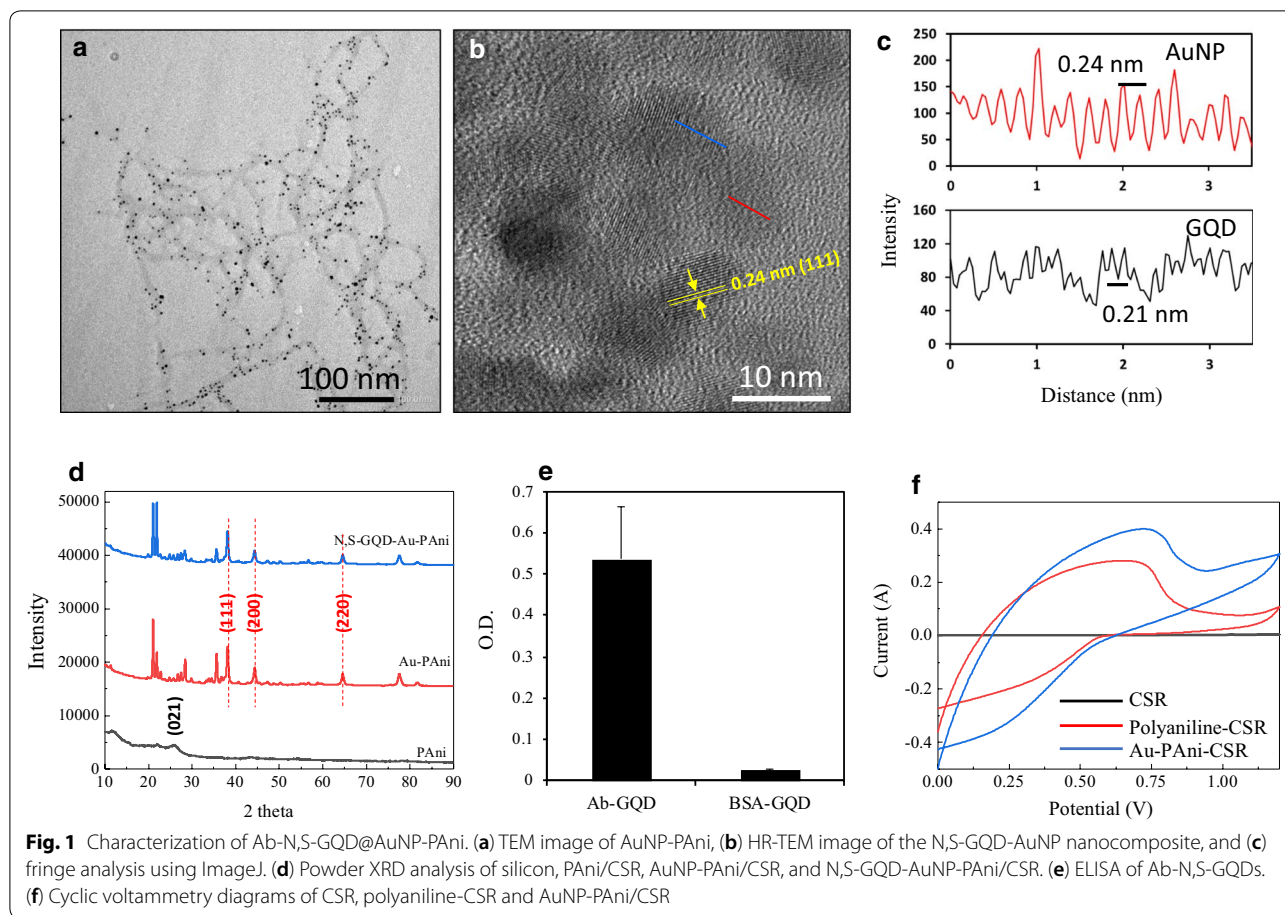 a
100 nm
b
0.24 nm (111)
10 nm
c
250
200
150
100
50
0
AuNP
0.24 nm
0
1
2
3
Intensity
160
120
80
40
0
GQD
0.21 nm
0
1
2
3
Distance (nm)
d
50000
40000
30000
20000
10000
0
Intensity
N,S-GQD-Au-PAni
(111)
(200)
(220)
Au-PAni
(021)
PAni
10
20
30
40
50
60
70
80
90
2 theta
e
0.7
0.6
0.5
0.4
0.3
0.2
0.1
0
O.D.
Ab-GQD
BSA-GQD
f
0.4
0.2
0.0
-0.2
-0.4
Current (A)
CSR
Polyaniline-CSR
Au-PAni-CSR
0.00
0.25
0.50
0.75
1.00
Potential (V)
Fig. 1 Characterization of Ab-N,S-GQD@AuNP-PAni. (a) TEM image of AuNP-PAni, (b) HR-TEM image of the N,S-GQD-AuNP nanocomposite, and (c)
fringe analysis using ImageJ. (d) Powder XRD analysis of silicon, PAni/CSR, AuNP-PAni/CSR, and N,S-GQD-AuNP-PAni/CSR. (e) ELISA of Ab-N,S-GQDs.
(f) Cyclic voltammetry diagrams of CSR, polyaniline-CSR and AuNP-PAni/CSR